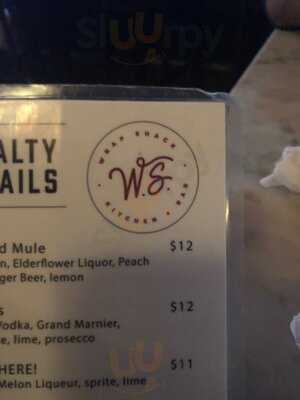 Sluurpy
ALTY
AILS
WRAP SHACK
W.S.
KITCHEN • BAR
d Mule $12
n, Elderflower Liquor, Peach
ger Beer, lemon
s $12
Vodka, Grand Marnier,
e, lime, prosecco
HERE! $11
Melon Liqueur, sprite, lime